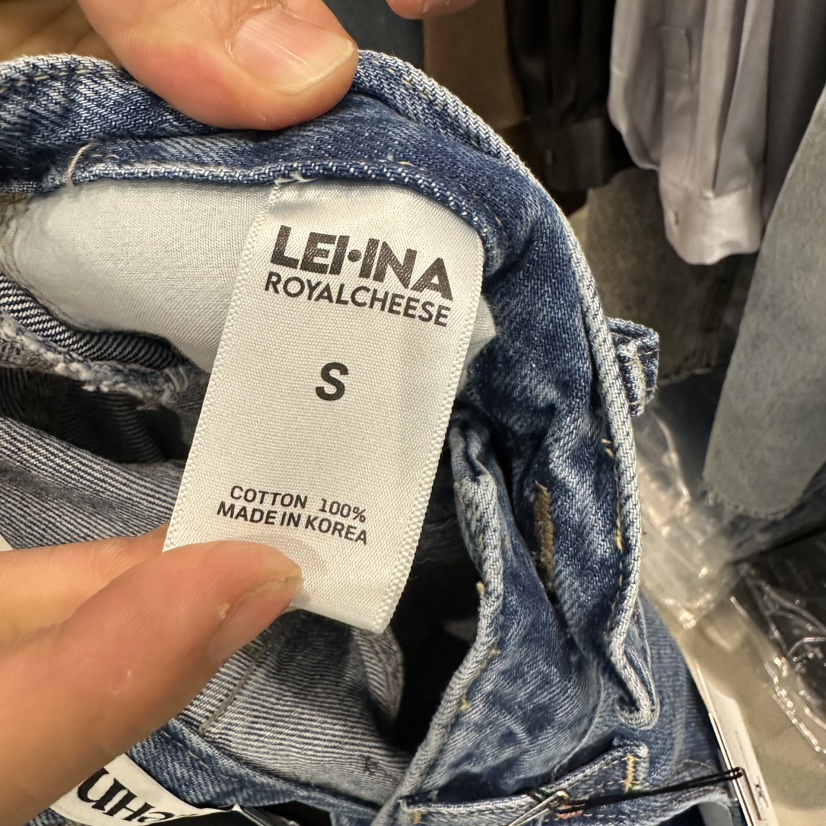 LEI•INA
ROYALCHEESE
S
COTTON 100%
MADE IN KOREA